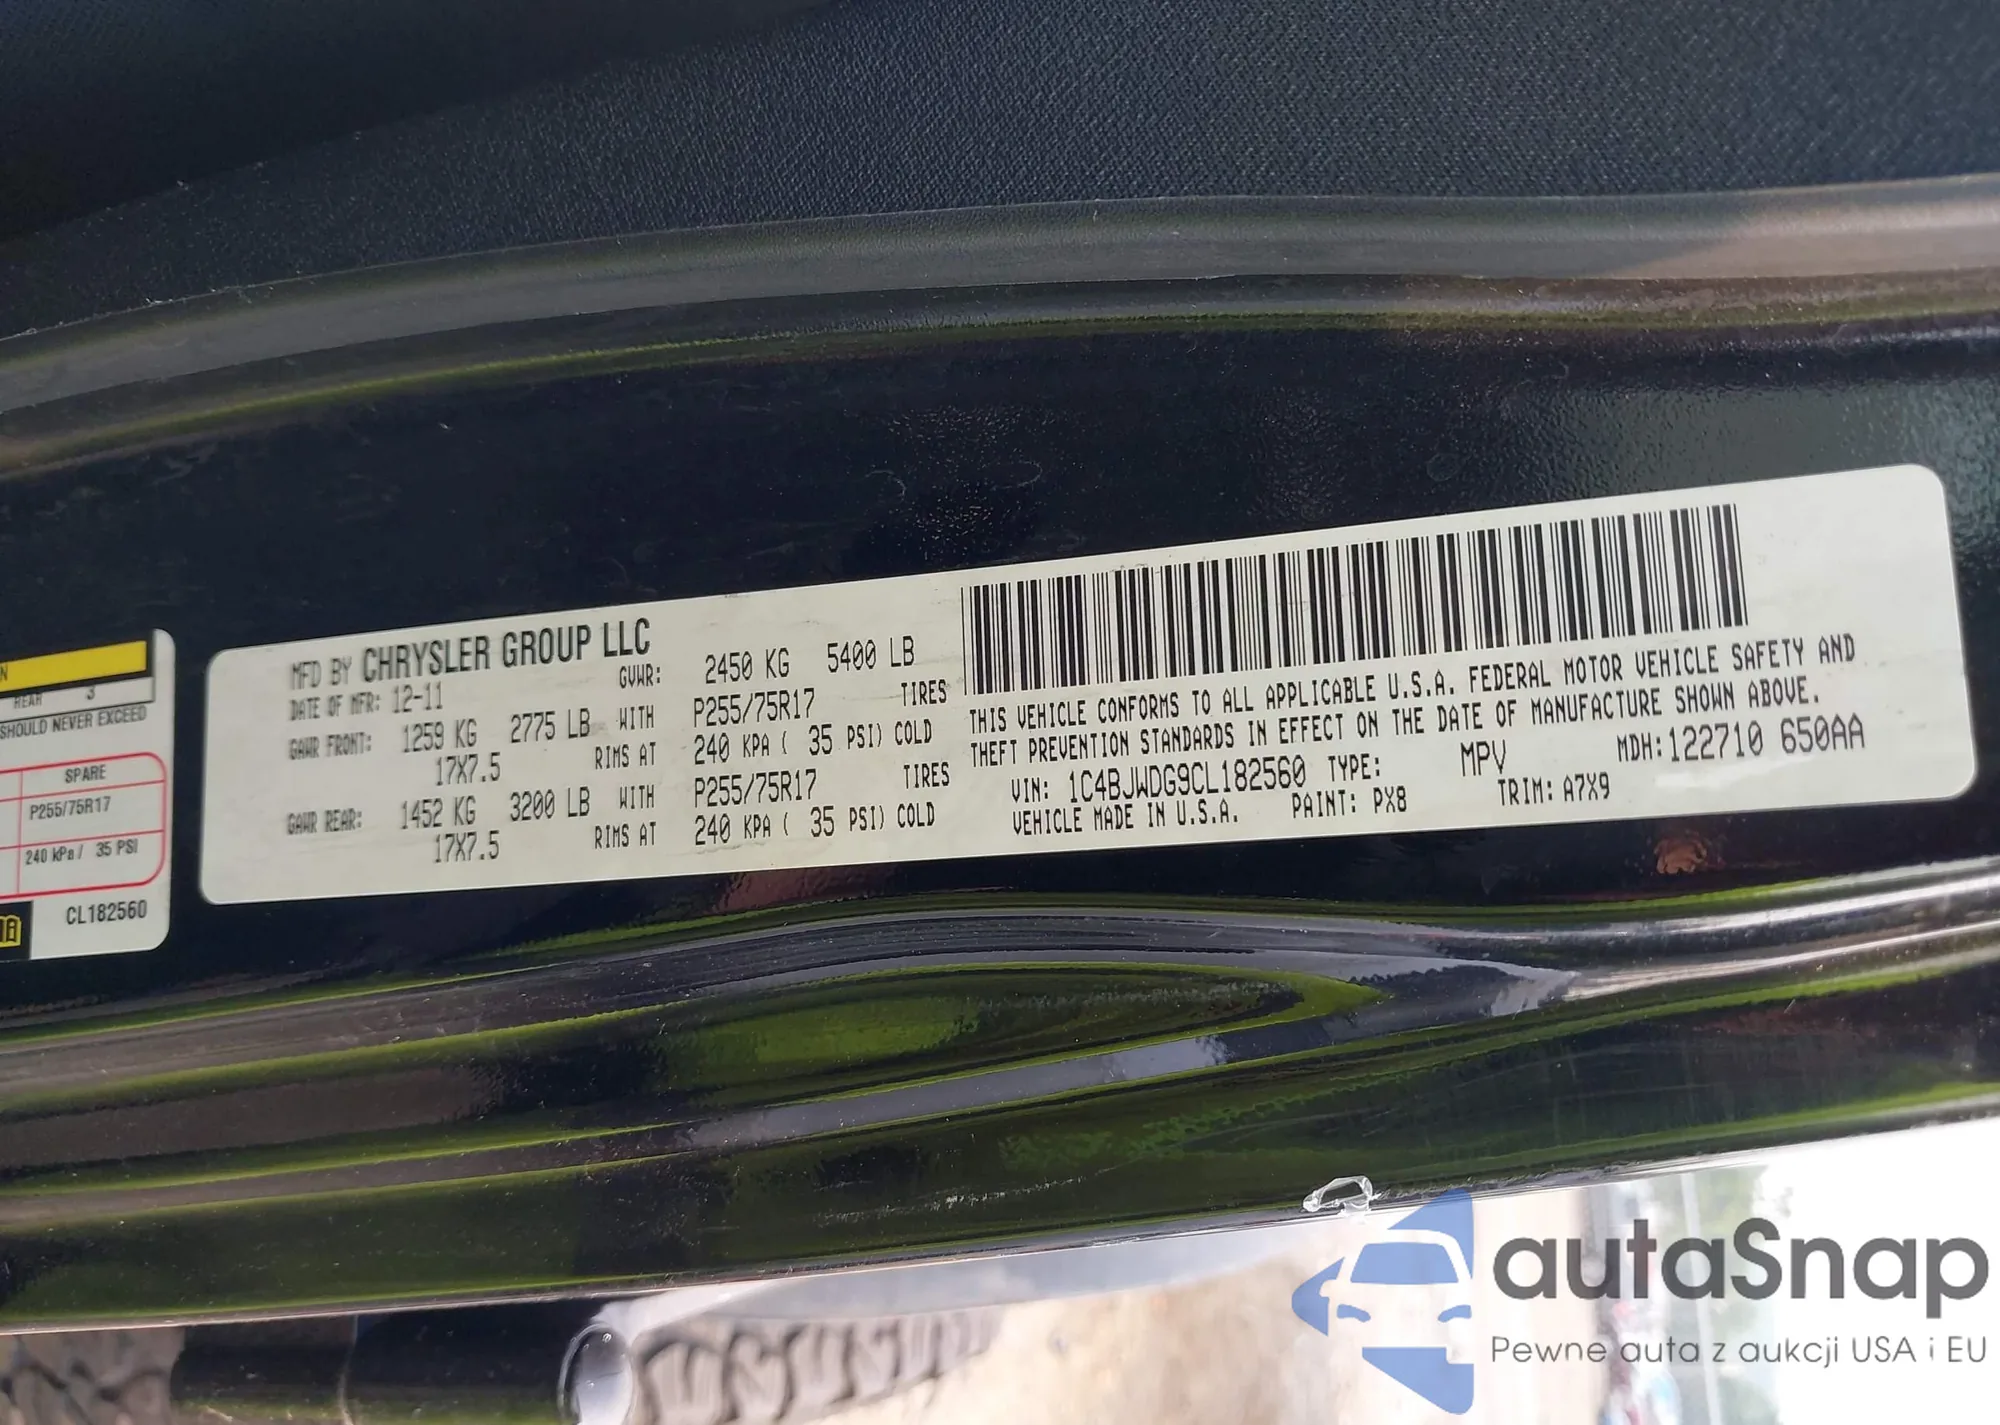 N
REAR 3
SHOULD NEVER EXCEED
SPARE
P255/75R17
240 kPa / 35 PSI
CL182560
MFD BY CHRYSLER GROUP LLC
DATE OF MFR: 12-11 GVWR: 2450 KG 5400 LB
GAWR FRONT: 1259 KG 2775 LB WITH P255/75R17 TIRES
17X7.5 RIMS AT 240 KPA ( 35 PSI) COLD
GAWR REAR: 1452 KG 3200 LB WITH P255/75R17 TIRES
17X7.5 RIMS AT 240 KPA ( 35 PSI) COLD
THIS VEHICLE CONFORMS TO ALL APPLICABLE U.S.A. FEDERAL MOTOR VEHICLE SAFETY AND
THEFT PREVENTION STANDARDS IN EFFECT ON THE DATE OF MANUFACTURE SHOWN ABOVE.
VIN: 1C4BJWDG9CL182560 TYPE: MPV MDH: 122710 650AA
VEHICLE MADE IN U.S.A. PAINT: PX8 TRIM: A7X9
autaSnap
Pewne auta z aukcji USA i EU